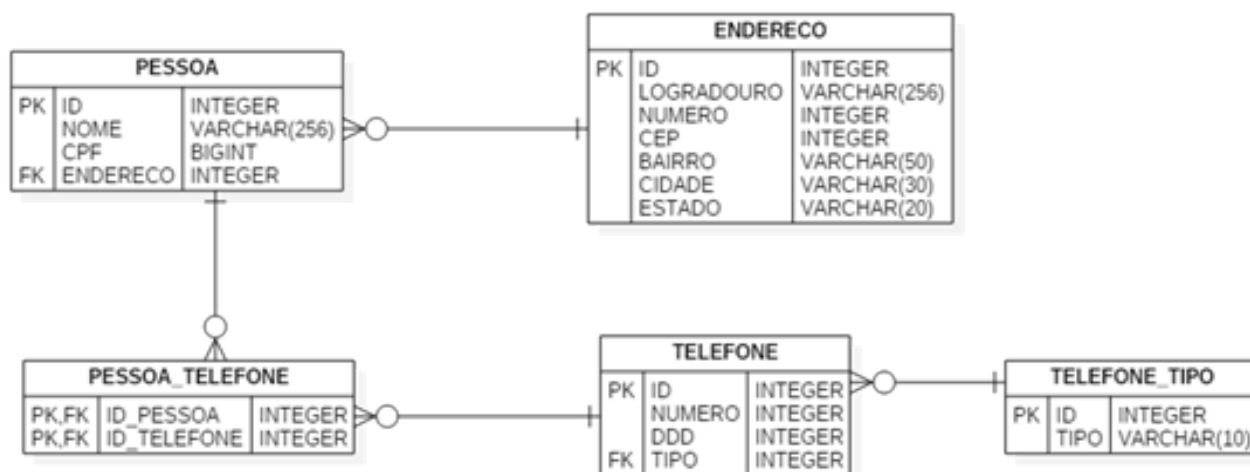 PESSOA
PK ID INTEGER
NOME VARCHAR(256)
CPF BIGINT
FK ENDERECO INTEGER
ENDERECO
PK ID INTEGER
LOGRADOURO VARCHAR(256)
NUMERO INTEGER
CEP INTEGER
BAIRRO VARCHAR(50)
CIDADE VARCHAR(30)
ESTADO VARCHAR(20)
PESSOA_TELEFONE
PK,FK ID_PESSOA INTEGER
PK,FK ID_TELEFONE INTEGER
TELEFONE
PK ID INTEGER
NUMERO INTEGER
DDD INTEGER
FK TIPO INTEGER
TELEFONE_TIPO
PK ID INTEGER
TIPO VARCHAR(10)